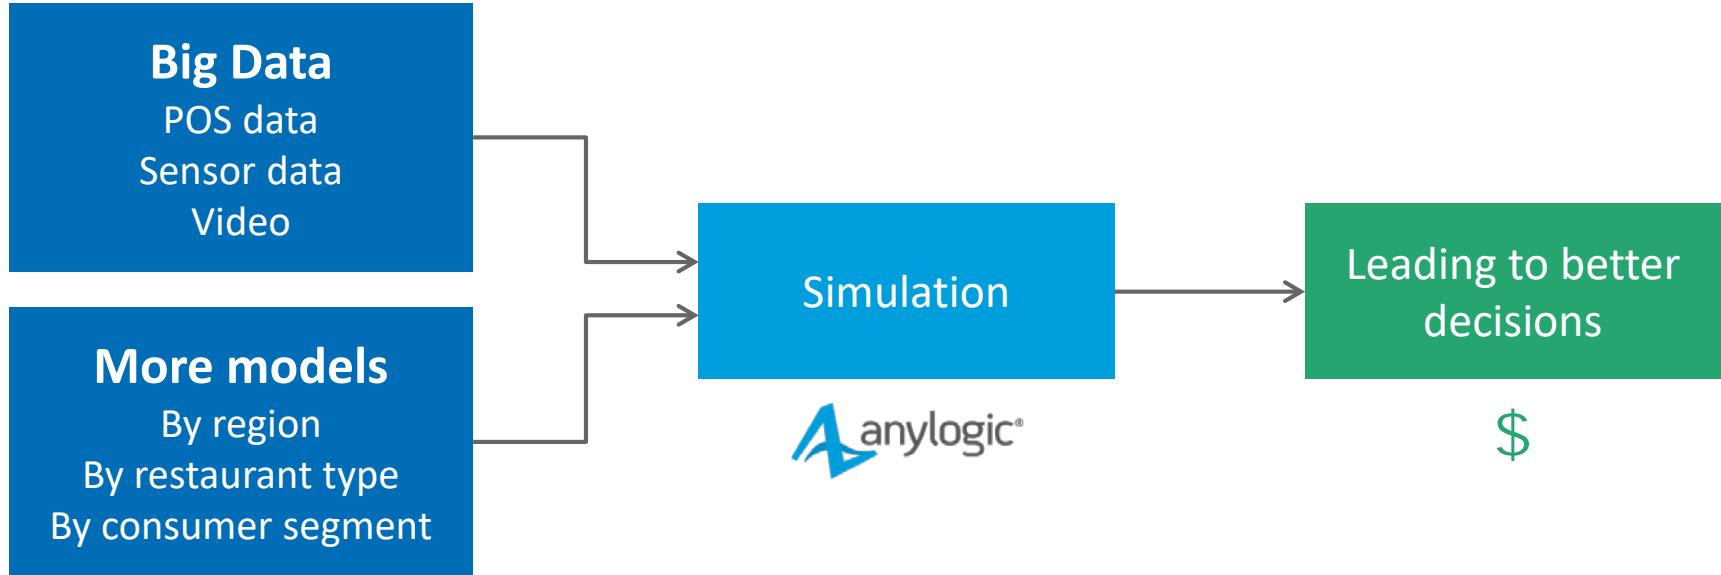 Big Data
POS data
Sensor data
Video
More models
By region
By restaurant type
By consumer segment
Simulation
anylogic®
Leading to better
decisions
$